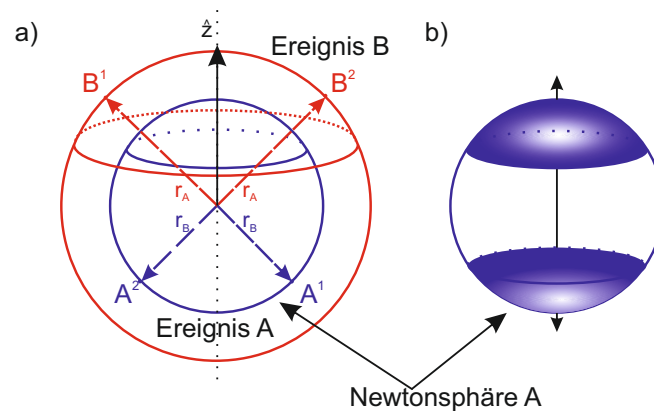 a)
ẑ
Ereignis B
b)
B¹
B²
r_A
r_A
r_B
r_B
A²
A¹
Ereignis A
Newtonsphäre A